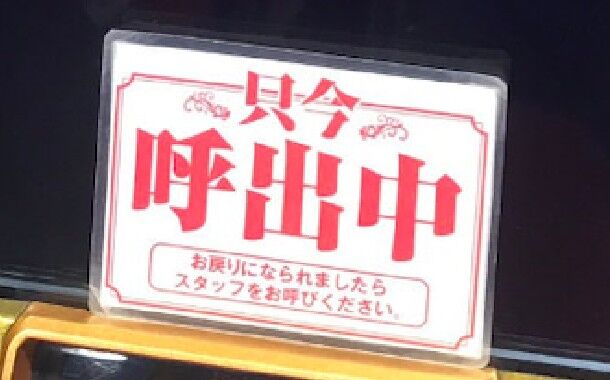 只今
呼出中
お戻りになられましたら
スタッフをお呼びください。